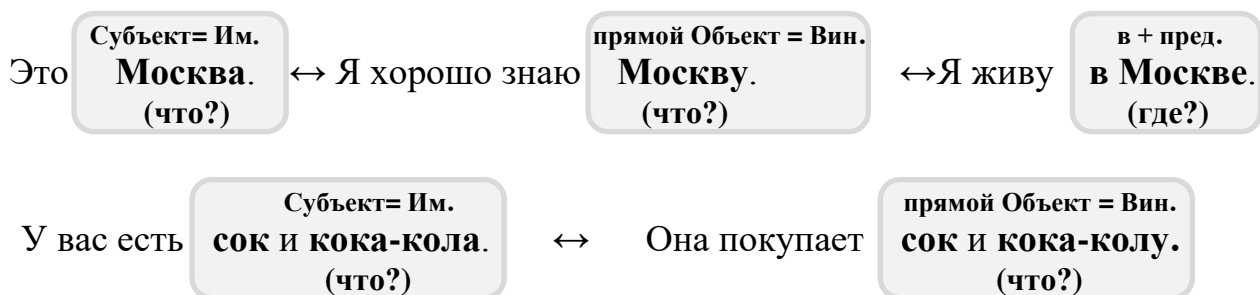 Субъект= Им. прямой Объект = Вин. в + пред.
Это Москва. ↔ Я хорошо знаю Москву. ↔Я живу в Москве.
(что?) (что?) (где?)
Субъект= Им. прямой Объект = Вин.
У вас есть сок и кока-кола. ↔ Она покупает сок и кока-колу.
(что?) (что?)